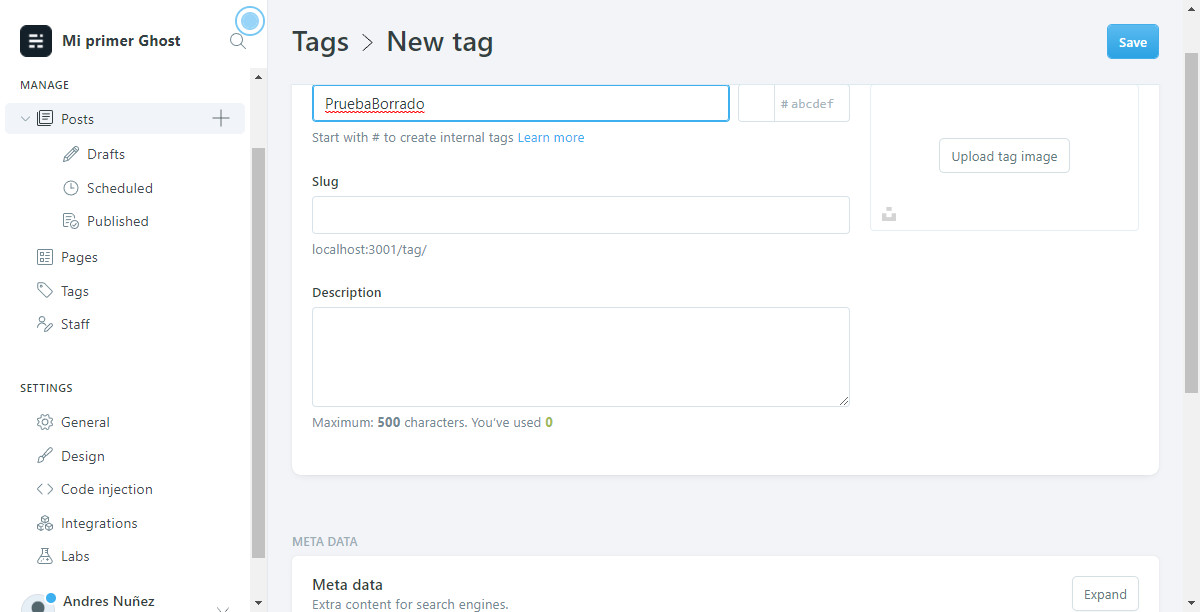 Mi primer Ghost
MANAGE
Posts
Drafts
Scheduled
Published
Pages
Tags
Staff
SETTINGS
General
Design
Code injection
Integrations
Labs
Andres Nuñez
Tags > New tag
Save
PruebaBorrado
# abcdef
Start with # to create internal tags Learn more
Slug
localhost:3001/tag/
Description
Maximum: 500 characters. You've used 0
Upload tag image
META DATA
Meta data
Extra content for search engines.
Expand